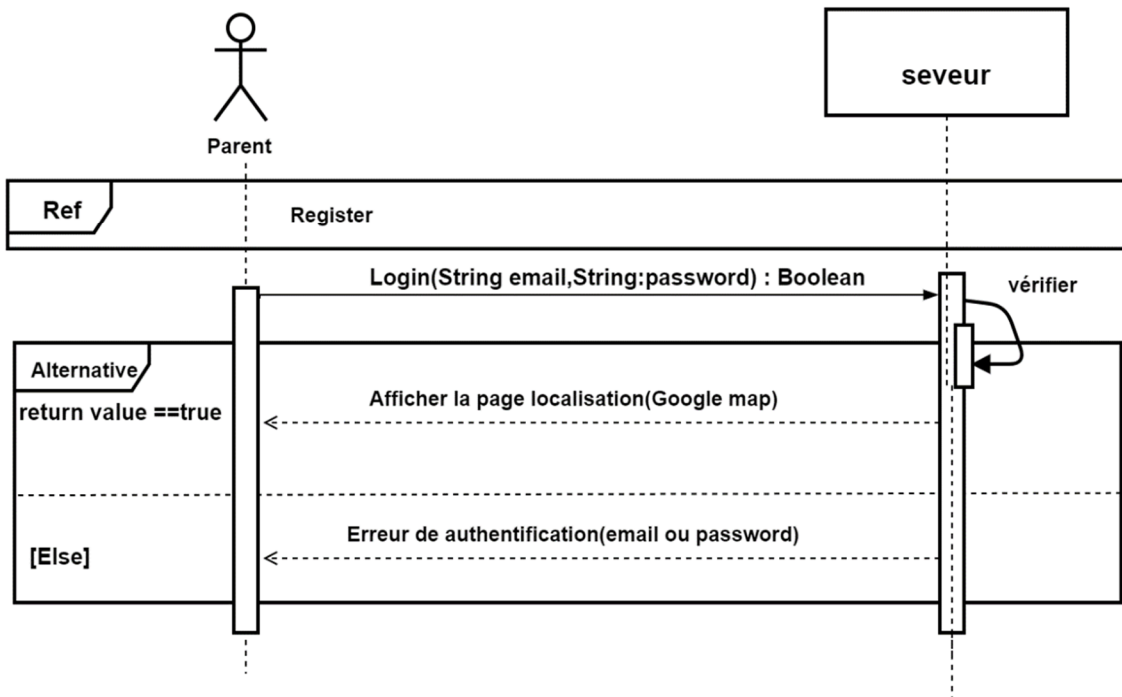 seveur
Parent
Ref
Register
Login(String email,String:password) : Boolean
vérifier
Alternative
Afficher la page localisation(Google map)
return value ==true
Erreur de authentification(email ou password)
[Else]